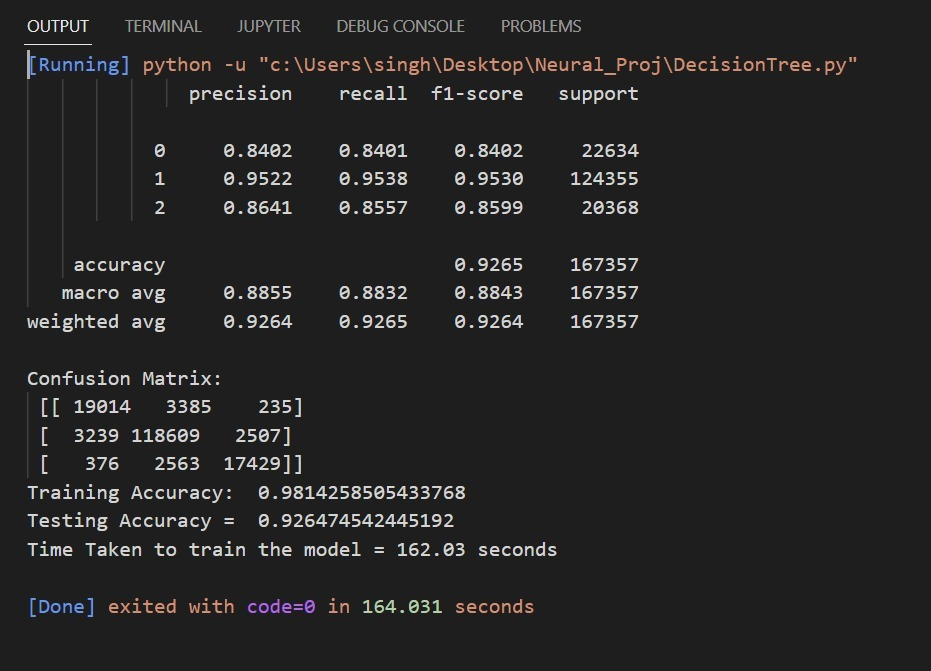 OUTPUT TERMINAL JUPYTER DEBUG CONSOLE PROBLEMS
[Running] python -u "c:\Users\singh\Desktop\Neural_Proj\DecisionTree.py"
precision recall f1-score support
0 0.8402 0.8401 0.8402 22634
1 0.9522 0.9538 0.9530 124355
2 0.8641 0.8557 0.8599 20368
accuracy 0.9265 167357
macro avg 0.8855 0.8832 0.8843 167357
weighted avg 0.9264 0.9265 0.9264 167357
Confusion Matrix:
[[ 19014 3385 235]
[ 3239 118609 2507]
[ 376 2563 17429]]
Training Accuracy: 0.9814258505433768
Testing Accuracy = 0.926474542445192
Time Taken to train the model = 162.03 seconds
[Done] exited with code=0 in 164.031 seconds